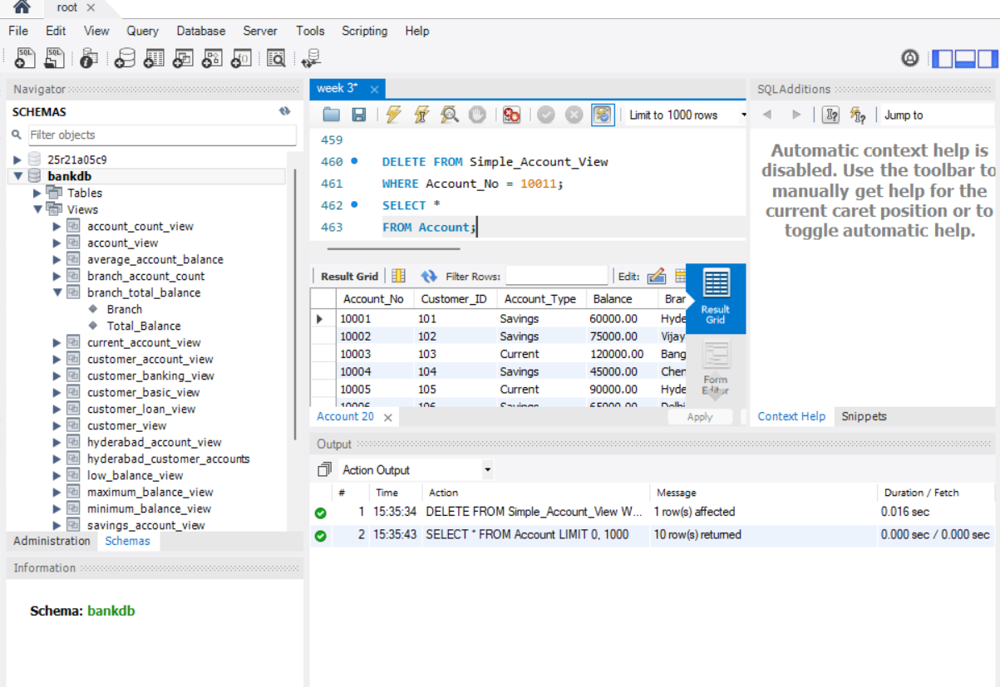 root ×
File Edit View Query Database Server Tools Scripting Help
Navigator
SCHEMAS
Filter objects
25r21a05c9
bankdb
Tables
Views
account_count_view
account_view
average_account_balance
branch_account_count
branch_total_balance
Branch
Total_Balance
current_account_view
customer_account_view
customer_banking_view
customer_basic_view
customer_loan_view
customer_view
hyderabad_account_view
hyderabad_customer_accounts
low_balance_view
maximum_balance_view
minimum_balance_view
savings_account_view
Administration Schemas
Information
Schema: bankdb
week 3* ×
Limit to 1000 rows
459
460 DELETE FROM Simple_Account_View
461 WHERE Account_No = 10011;
462 SELECT *
463 FROM Account;
Result Grid Filter Rows: Edit:
Account_No Customer_ID Account_Type Balance Bran
10001 101 Savings 60000.00 Hyde
10002 102 Savings 75000.00 Vijay
10003 103 Current 120000.00 Bang
10004 104 Savings 45000.00 Chen
10005 105 Current 90000.00 Hyde
10006 106 Savings 65000.00 Delhi
Result
Grid
Form
Editor
Account 20 × Apply
SQLAdditions
Jump to
Automatic context help is
disabled. Use the toolbar to
manually get help for the
current caret position or to
toggle automatic help.
Context Help Snippets
Output
Action Output
# Time Action Message Duration / Fetch
1 15:35:34 DELETE FROM Simple_Account_View W... 1 row(s) affected 0.016 sec
2 15:35:43 SELECT * FROM Account LIMIT 0, 1000 10 row(s) returned 0.000 sec / 0.000 sec